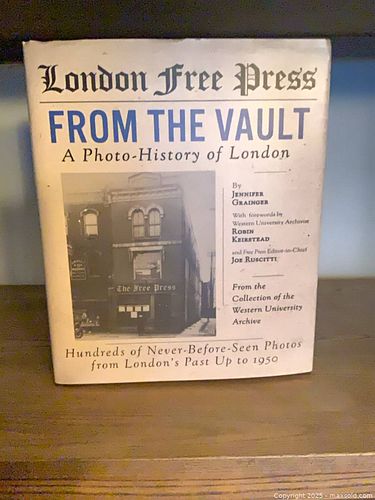 London Free Press
FROM THE VAULT
A Photo-History of London
By
JENNIFER
GRAINGER
With forewords by
Western University Archivist
ROBIN
KEIRSTEAD
and Free Press Editor-in-Chief
JOE RUSCITTI
From the
Collection of the
Western University
Archive
The Free Press
Hundreds of Never-Before-Seen Photos
from London's Past Up to 1950
Copyright 2025 - maxsold.com